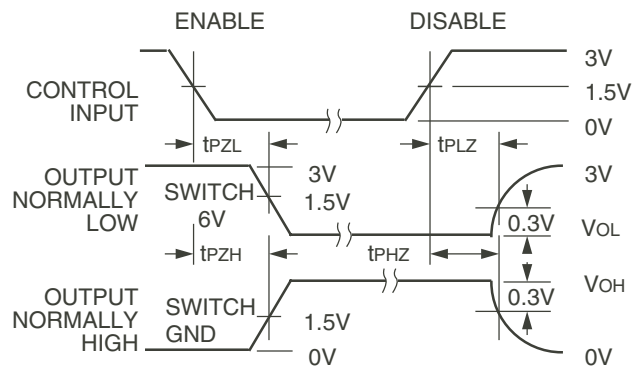 ENABLE DISABLE
3V
CONTROL INPUT 1.5V
0V
tPZL tPLZ
OUTPUT NORMALLY LOW
3V 3V
SWITCH 6V
1.5V
0.3V VOL
tPZH tPHZ
VOH
0.3V
OUTPUT NORMALLY HIGH
SWITCH GND
1.5V
0V 0V